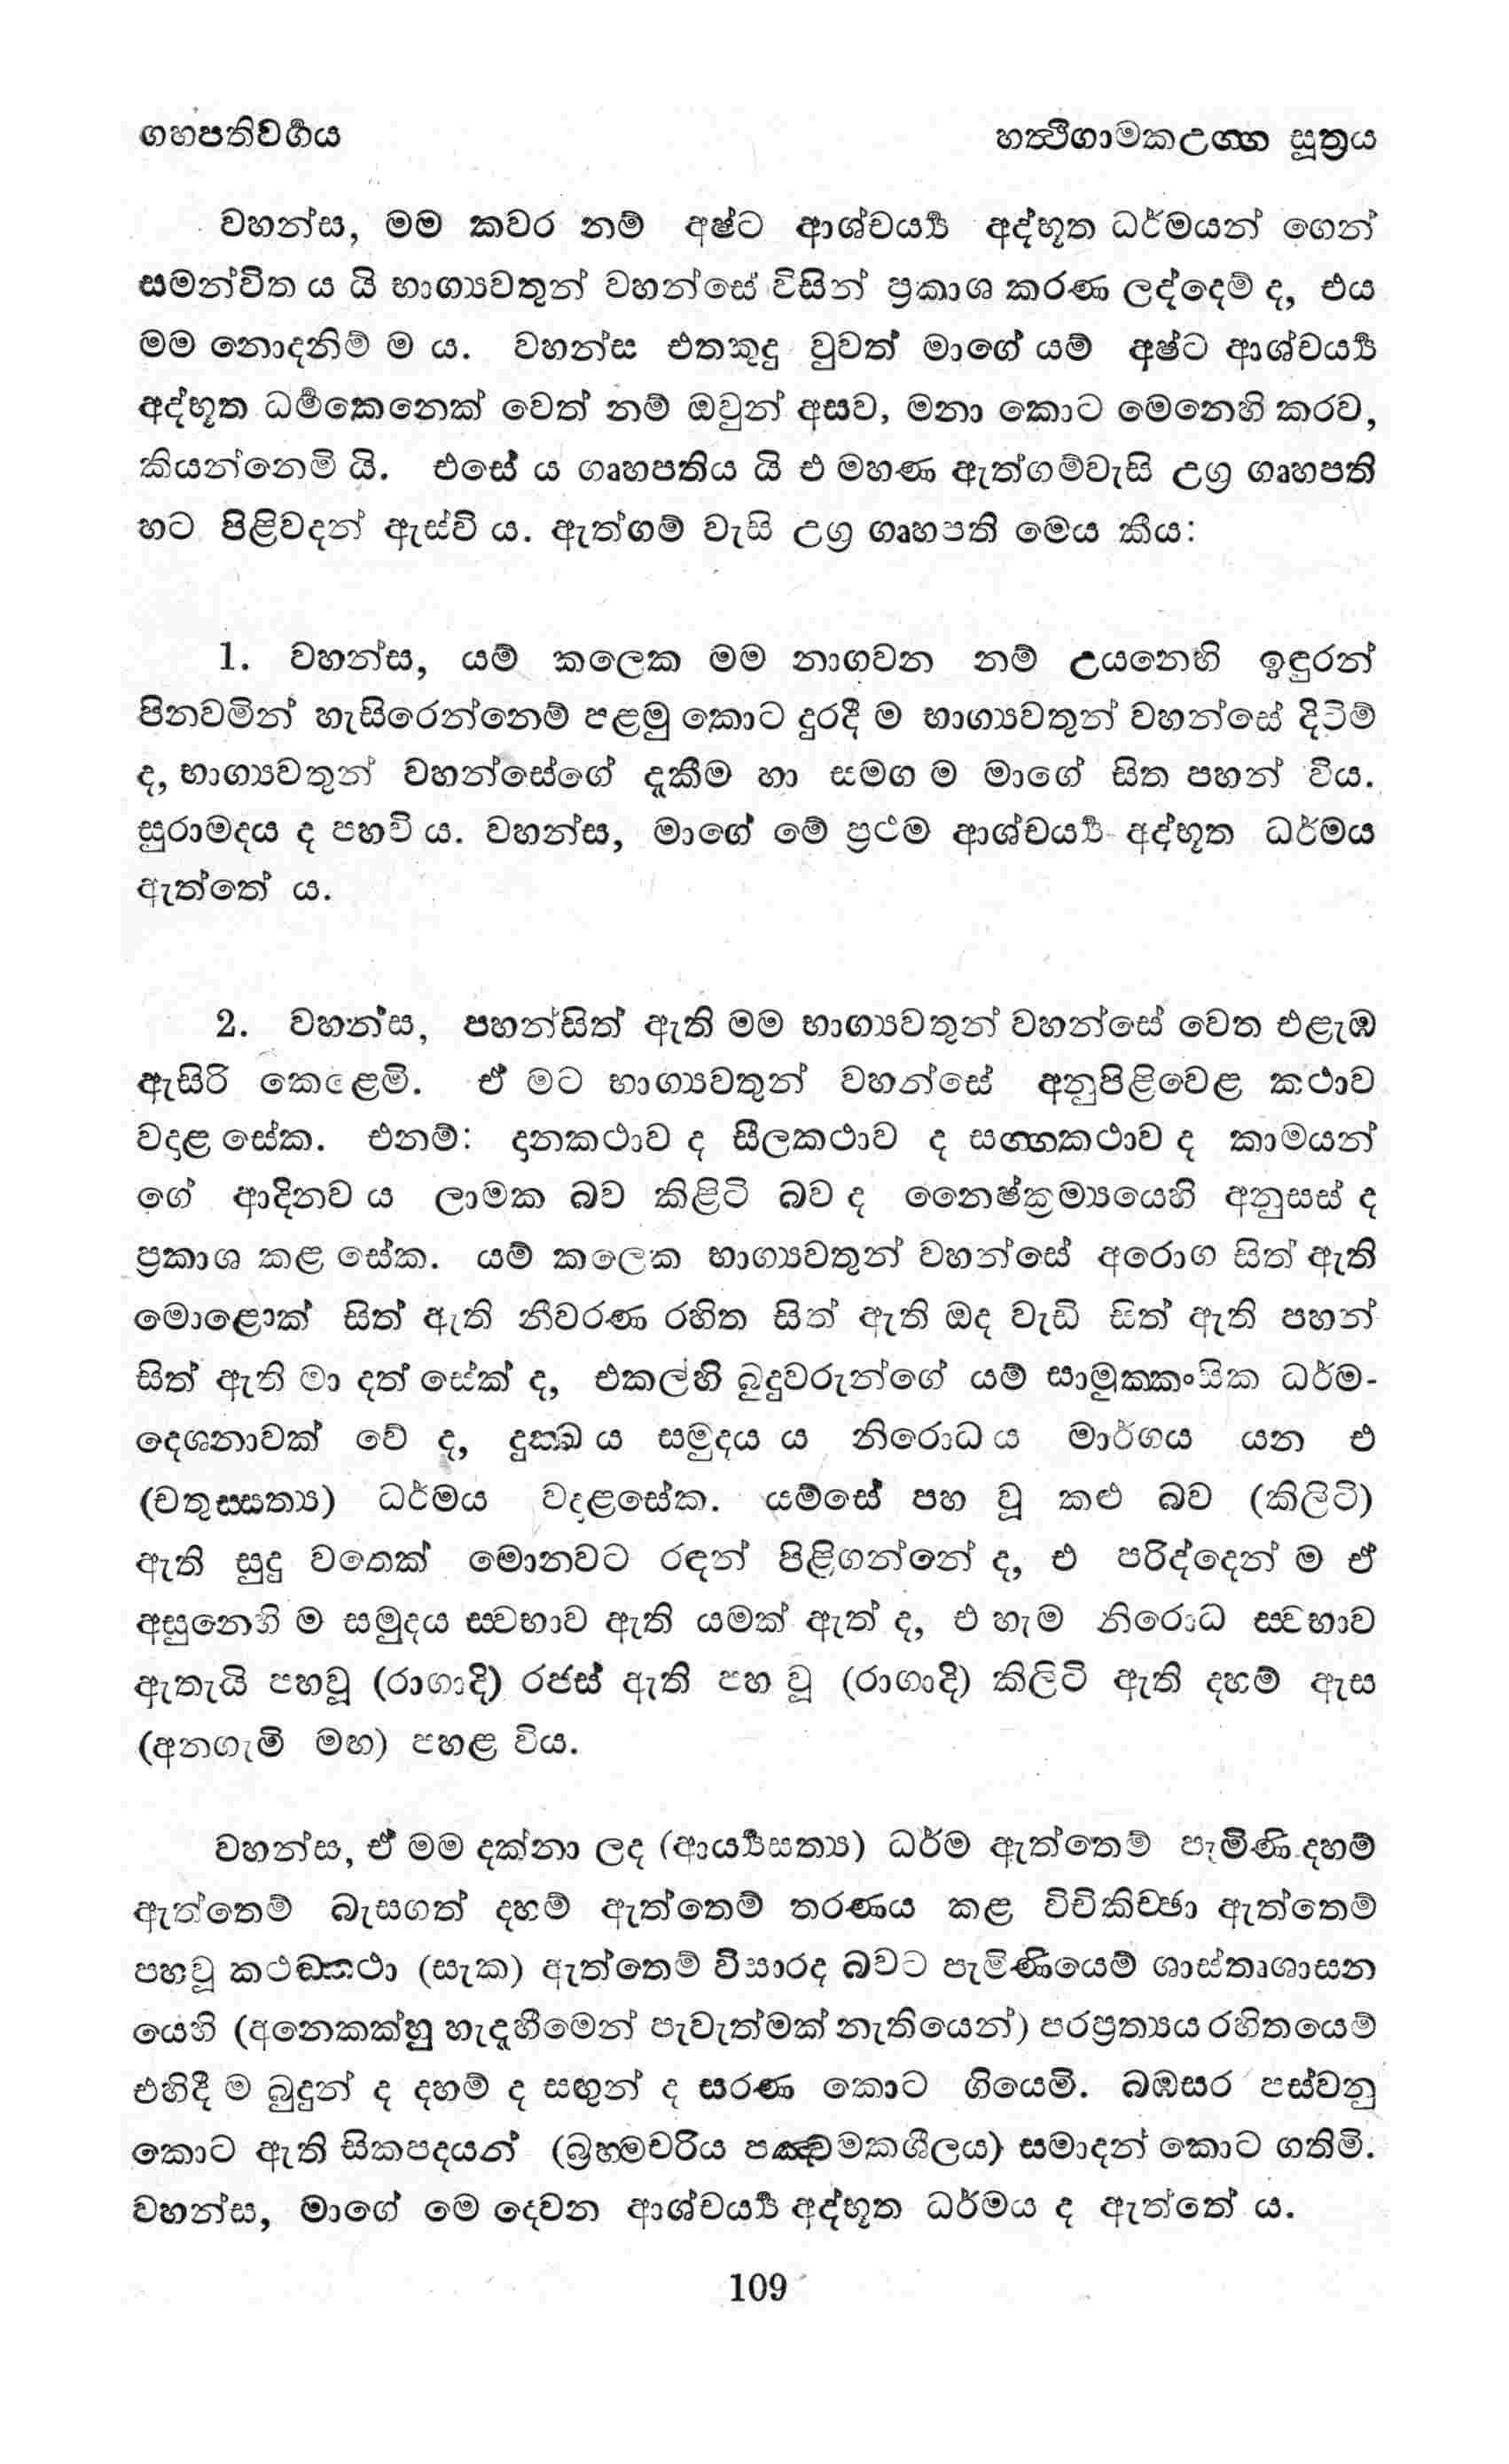 ගහපතිවර්‍ගය
හත්‍ථිගාමකඋග්‍ග සූත්‍රය
වහන්ස, මම කවර නම් අෂ්ට ආශ්චර්‍ය්‍ය අද්භූත ධර්මයන් ගෙන්
සමන්විත ය යි භාග්‍යවතුන් වහන්සේ විසින් ප්‍රකාශ කරණ ලද්දෙම් ද, එය
මම නොදනිම් ම ය. වහන්ස එතකුදු වුවත් මාගේ යම් අෂ්ට ආශ්චර්‍ය්‍ය
අද්භූත ධර්‍මකෙනෙක් වෙත් නම් ඔවුන් අසව, මනා කොට මෙනෙහි කරව,
කියන්නෙමි යි. එසේ ය ගෘහපතිය යි එ මහණ ඇත්ගම්වැසි උග්‍ර ගෘහපති
හට පිළිවදන් ඇස්වි ය. ඇත්ගම් වැසි උග්‍ර ගෘහපති මෙය කීය:
1. වහන්ස, යම් කලෙක මම නාගවන නම් උයනෙහි ඉඳුරන්
පිනවමින් හැසිරෙන්නෙම් පළමු කොට දුරදී ම භාග්‍යවතුන් වහන්සේ දිටිම්
ද, භාග්‍යවතුන් වහන්සේගේ දැකීම හා සමග ම මාගේ සිත පහන් විය.
සුරාමදය ද පහවි ය. වහන්ස, මාගේ මේ ප්‍රථම ආශ්චර්‍ය්‍ය අද්භූත ධර්මය
ඇත්තේ ය.
2. වහන්ස, පහන්සිත් ඇති මම භාග්‍යවතුන් වහන්සේ වෙත එළැඹ
ඇසිරි කෙළෙමි. ඒ මට භාග්‍යවතුන් වහන්සේ අනුපිළිවෙළ කථාව
වදාළ සේක. එනම්: දානකථාව ද සීලකථාව ද සග්‍ගකථාව ද කාමයන්
ගේ ආදිනව ය ලාමක බව කිළිටි බව ද නෛෂ්ක්‍රම්‍යයෙහි අනුසස් ද
ප්‍රකාශ කළ සේක. යම් කලෙක භාග්‍යවතුන් වහන්සේ අරොග සිත් ඇති
මොළොක් සිත් ඇති නීවරණ රහිත සිත් ඇති ඔද වැඩි සිත් ඇති පහන්
සිත් ඇති මා දත් සේක් ද, එකල්හි බුදුවරුන්ගේ යම් සාමුක්‍කංසික ධර්ම-
දෙශනාවක් වේ ද, දුක්‍ඛ ය සමුදය ය නිරොධ ය මාර්ගය යන එ
(චතුස්සත්‍ය) ධර්මය වදාළසේක. යම්සේ පහ වූ කළු බව (කිලිටි)
ඇති සුදු වතෙක් මොනවට රඳන් පිළිගන්නේ ද, එ පරිද්දෙන් ම ඒ
අසුනෙහි ම සමුදය ස්‍වභාව ඇති යමක් ඇත් ද, එ හැම නිරොධ ස්‍වභාව
ඇතැයි පහවූ (රාගාදි) රජස් ඇති පහ වූ (රාගාදි) කිලිටි ඇති දහම් ඇස
(අනගැමි මඟ) පහළ විය.
වහන්ස, ඒ මම දක්නා ලද (ආර්‍ය්‍යසත්‍ය) ධර්ම ඇත්තෙම් පැමිණි දහම්
ඇත්තෙම් බැසගත් දහම් ඇත්තෙම් තරණය කළ විචිකිච්ඡා ඇත්තෙම්
පහවූ කථඞ්කථා (සැක) ඇත්තෙම් විසාරද බවට පැමිණියෙම් ශාස්තෘශාසන
යෙහි (අනෙකක්හු හැදැහීමෙන් පැවැත්මක් නැතියෙන්) පරප්‍රත්‍යය රහිතයෙම්
එහිදී ම බුදුන් ද දහම් ද සඟුන් ද සරණ කොට ගියෙමි. බඹසර පස්වනු
කොට ඇති සිකපදයන් (බ්‍රහ්‍මචරිය පඤ්චමකශීලය) සමාදන් කොට ගතිමි.
වහන්ස, මාගේ මෙ දෙවන ආශ්චර්‍ය්‍ය අද්භූත ධර්මය ද ඇත්තේ ය.
109